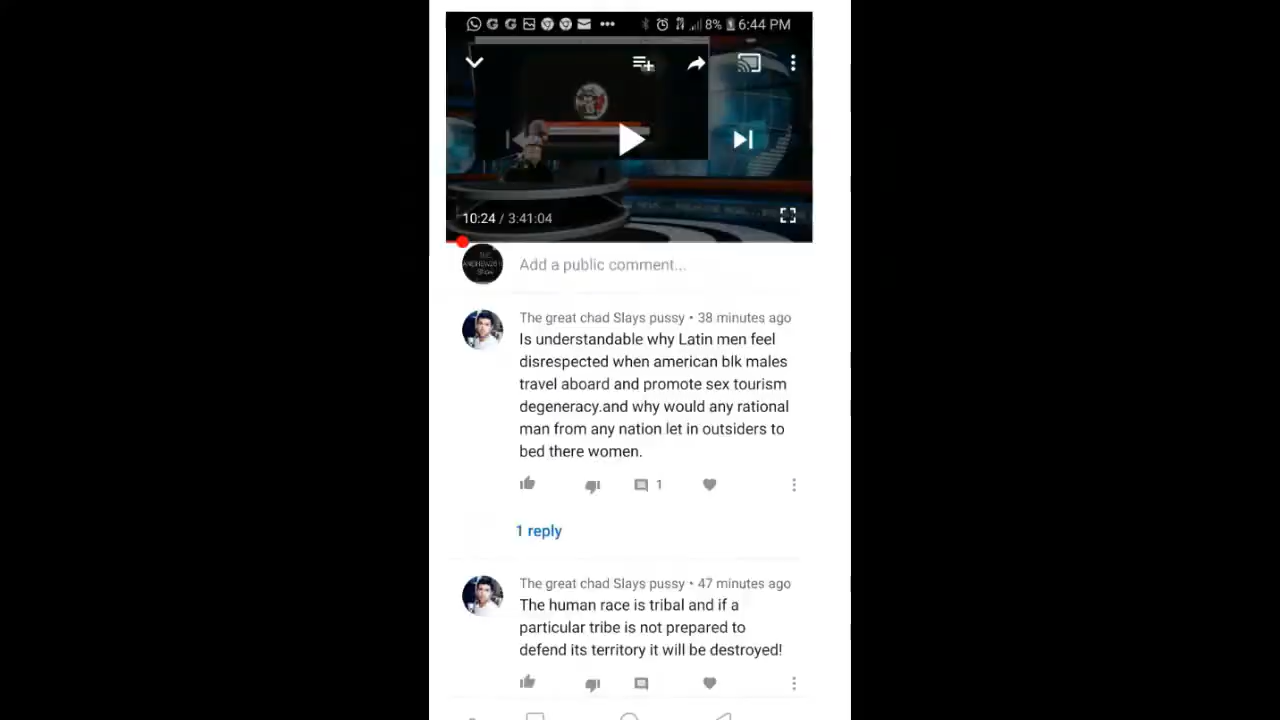 8% 6:44 PM
10:24 / 3:41:04
Add a public comment...
The great chad Slays pussy • 38 minutes ago
Is understandable why Latin men feel
disrespected when american blk males
travel aboard and promote sex tourism
degeneracy.and why would any rational
man from any nation let in outsiders to
bed there women.
1
1 reply
The great chad Slays pussy • 47 minutes ago
The human race is tribal and if a
particular tribe is not prepared to
defend its territory it will be destroyed!